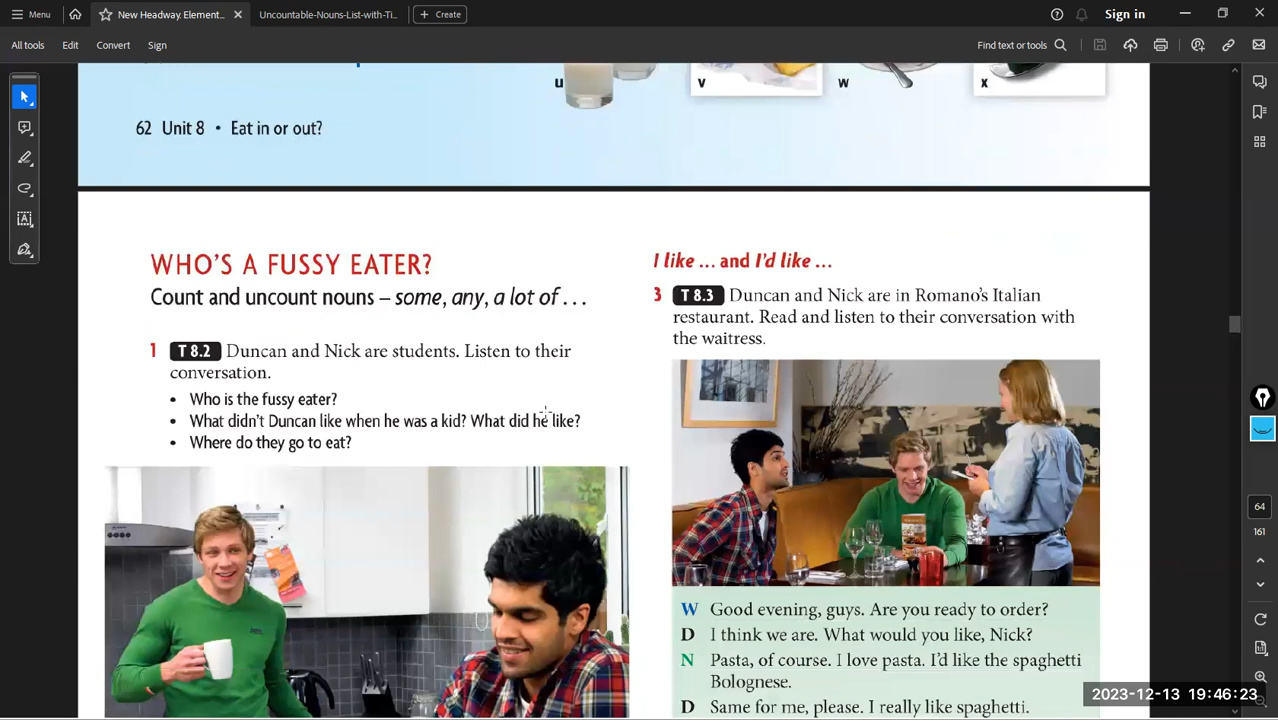 Menu
New Headway. Element...
Uncountable-Nouns-List-with-Ti...
Create
Sign in
All tools
Edit
Convert
Sign
Find text or tools
u
v
w
x
62 Unit 8 • Eat in or out?
WHO'S A FUSSY EATER?
Count and uncount nouns – some, any, a lot of . . .
1 T 8.2 Duncan and Nick are students. Listen to their
conversation.
• Who is the fussy eater?
• What didn't Duncan like when he was a kid? What did he like?
• Where do they go to eat?
I like ... and I'd like ...
3 T 8.3 Duncan and Nick are in Romano's Italian
restaurant. Read and listen to their conversation with
the waitress.
W Good evening, guys. Are you ready to order?
D I think we are. What would you like, Nick?
N Pasta, of course. I love pasta. I'd like the spaghetti
Bolognese.
D Same for me, please. I really like spaghetti.
64
161
2023-12-13 19:46:23